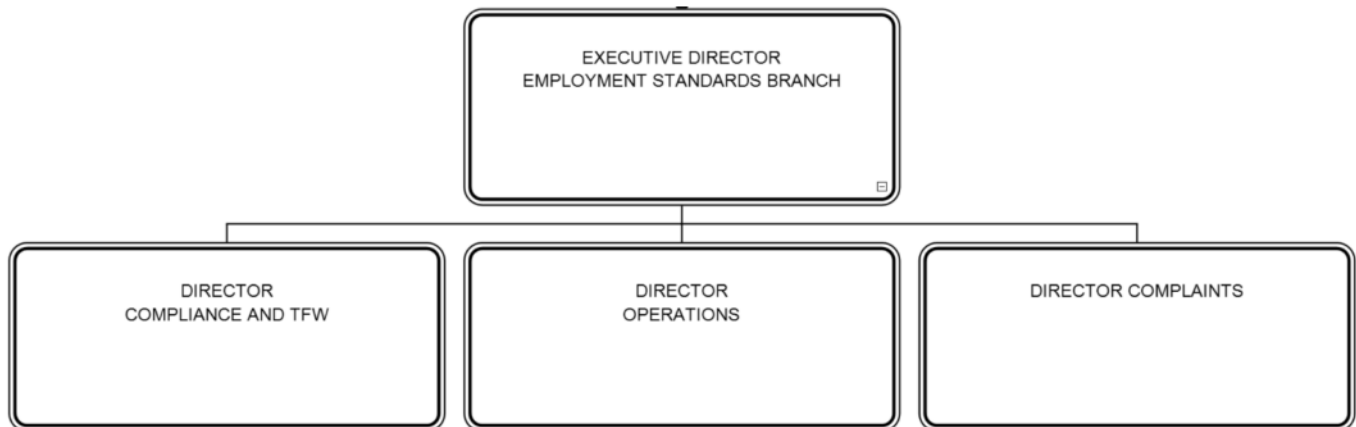 EXECUTIVE DIRECTOR
EMPLOYMENT STANDARDS BRANCH
DIRECTOR
COMPLIANCE AND TFW
DIRECTOR
OPERATIONS
DIRECTOR COMPLAINTS